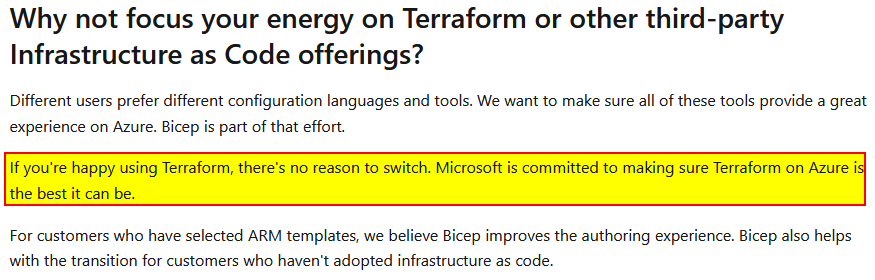 Why not focus your energy on Terraform or other third-party
Infrastructure as Code offerings?
Different users prefer different configuration languages and tools. We want to make sure all of these tools provide a great
experience on Azure. Bicep is part of that effort.
If you're happy using Terraform, there's no reason to switch. Microsoft is committed to making sure Terraform on Azure is
the best it can be.
For customers who have selected ARM templates, we believe Bicep improves the authoring experience. Bicep also helps
with the transition for customers who haven't adopted infrastructure as code.